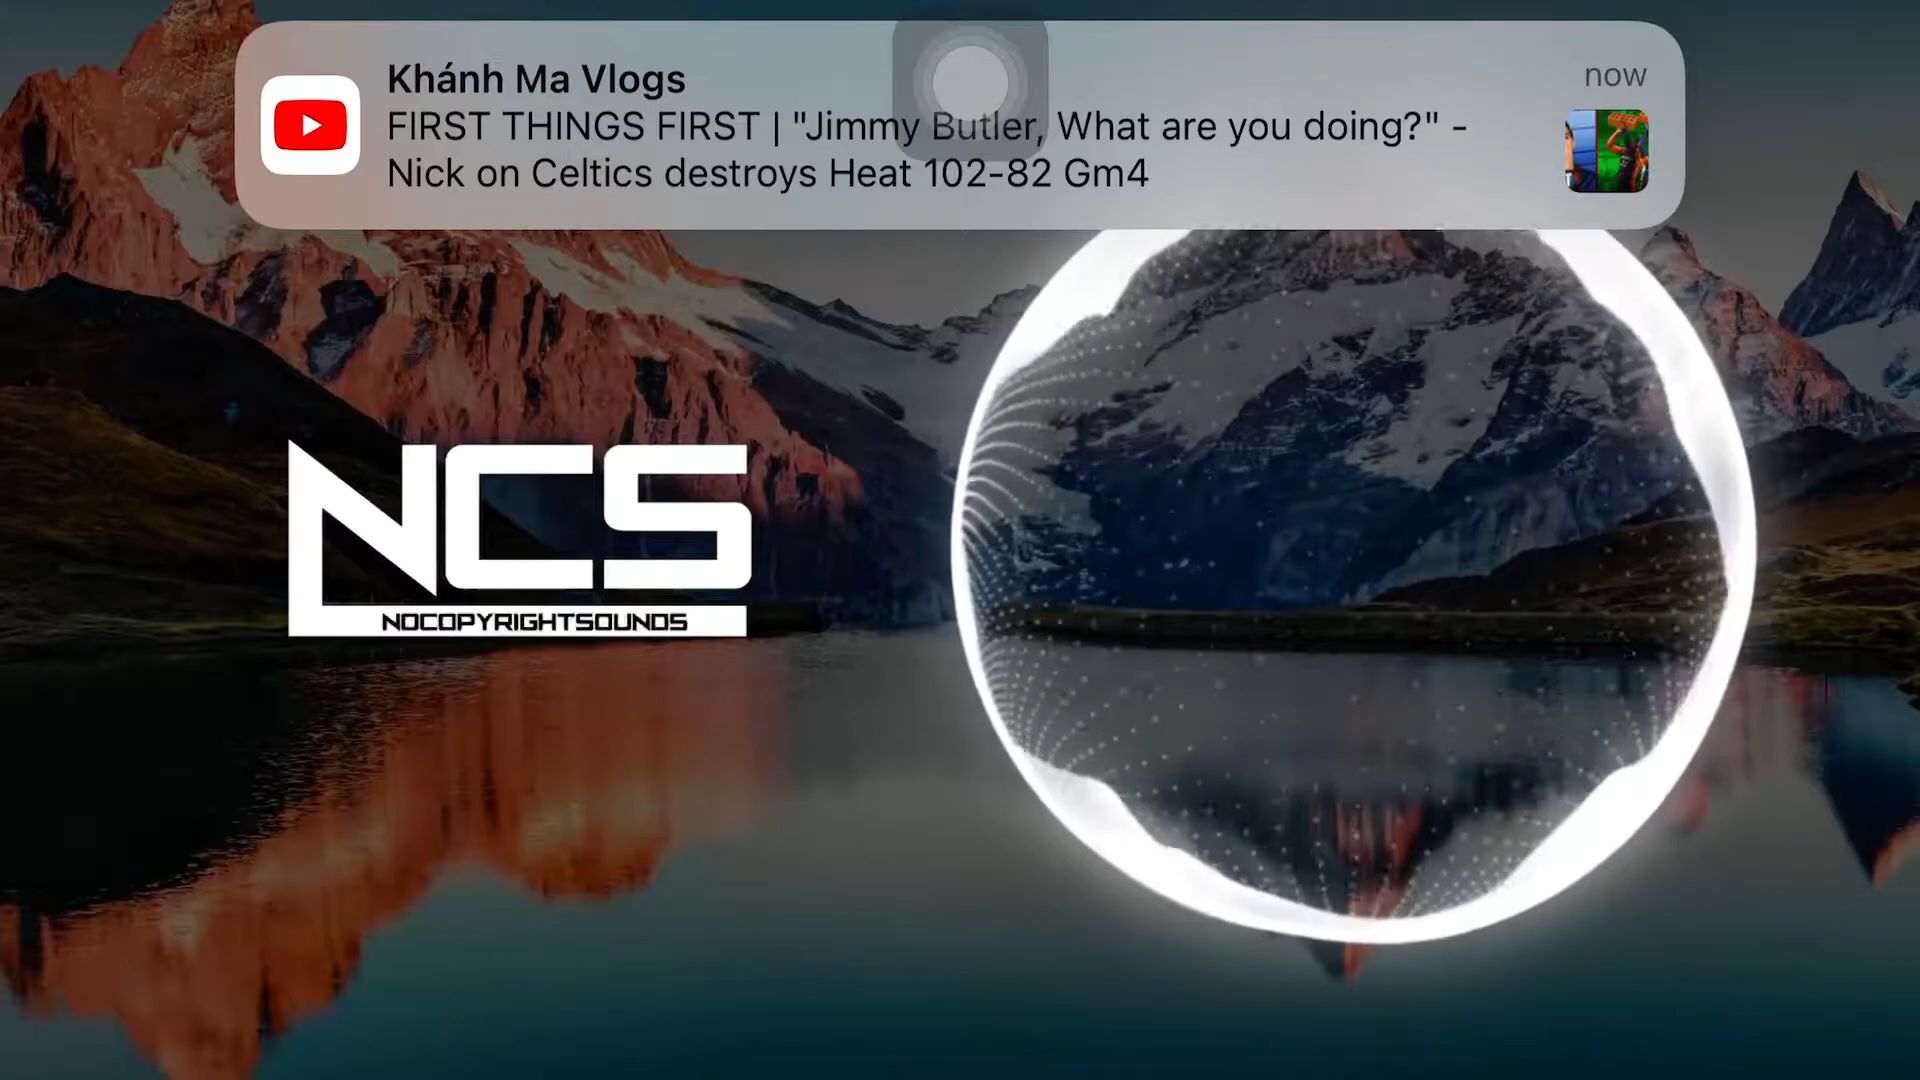 Khánh Ma Vlogs
now
FIRST THINGS FIRST | "Jimmy Butler, What are you doing?" -
Nick on Celtics destroys Heat 102-82 Gm4
NCS
NOCOPYRIGHTSOUNDS